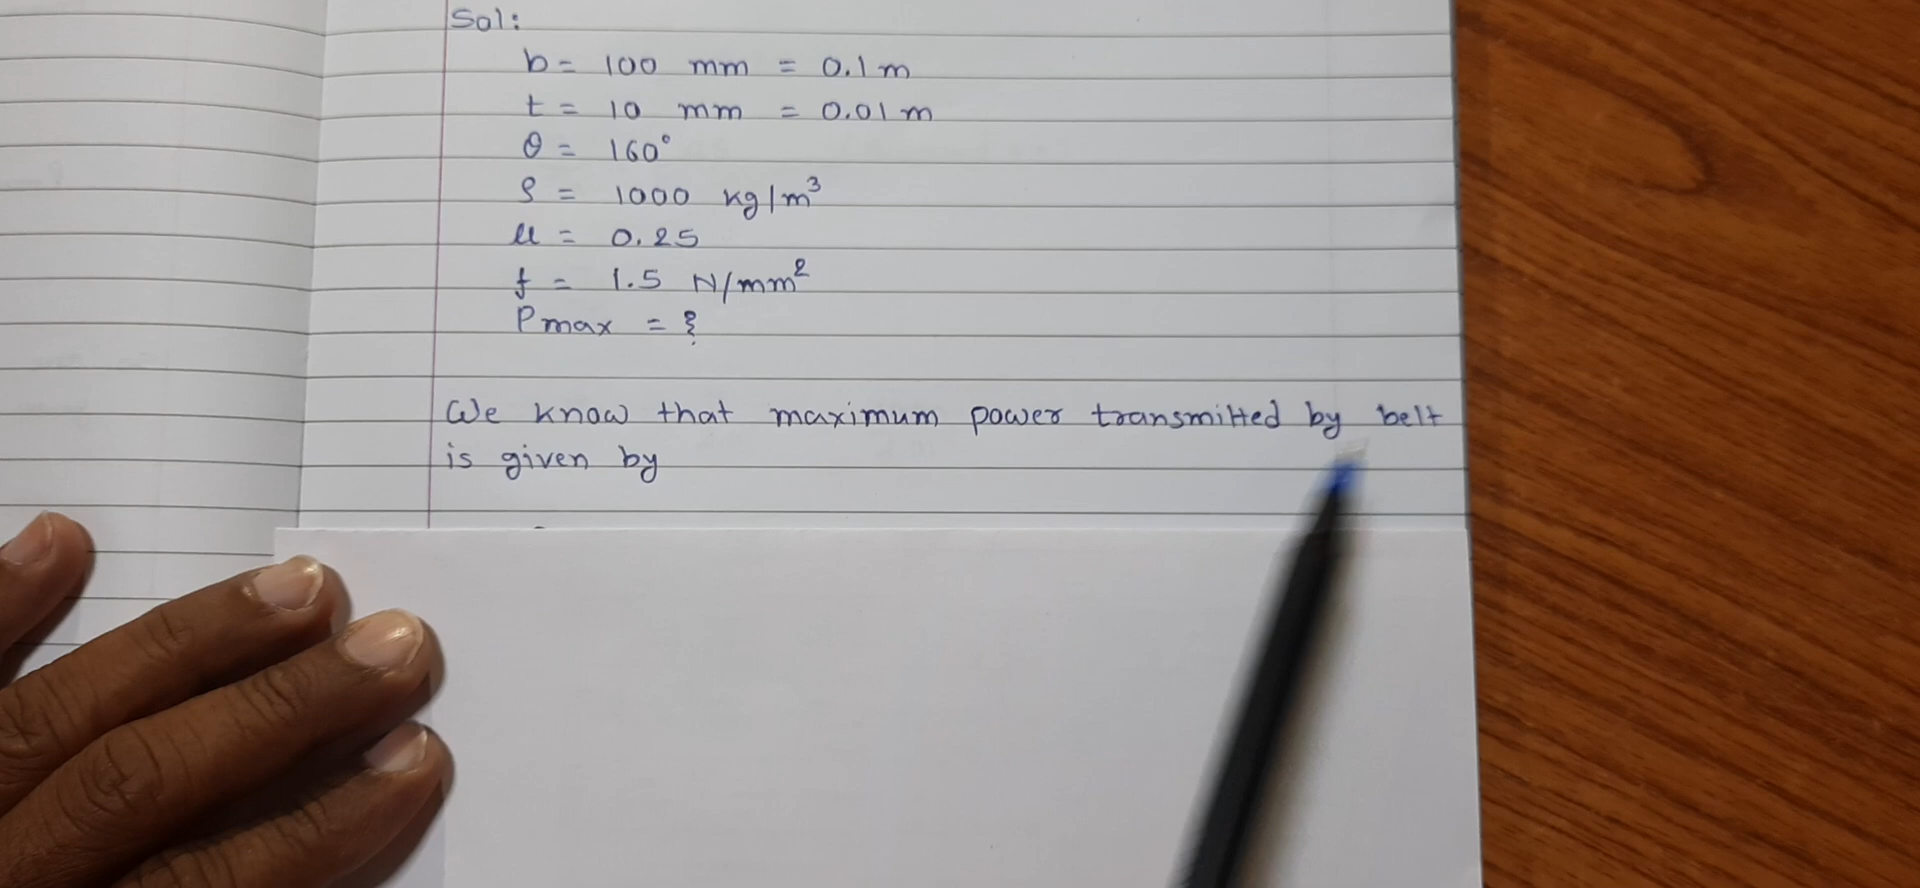 Sol:
b = 100 mm = 0.1 m
t = 10 mm = 0.01 m
θ = 160°
ρ = 1000 kg/m³
μ = 0.25
f = 1.5 N/mm²
Pmax = ?
We know that maximum power transmitted by belt
is given by